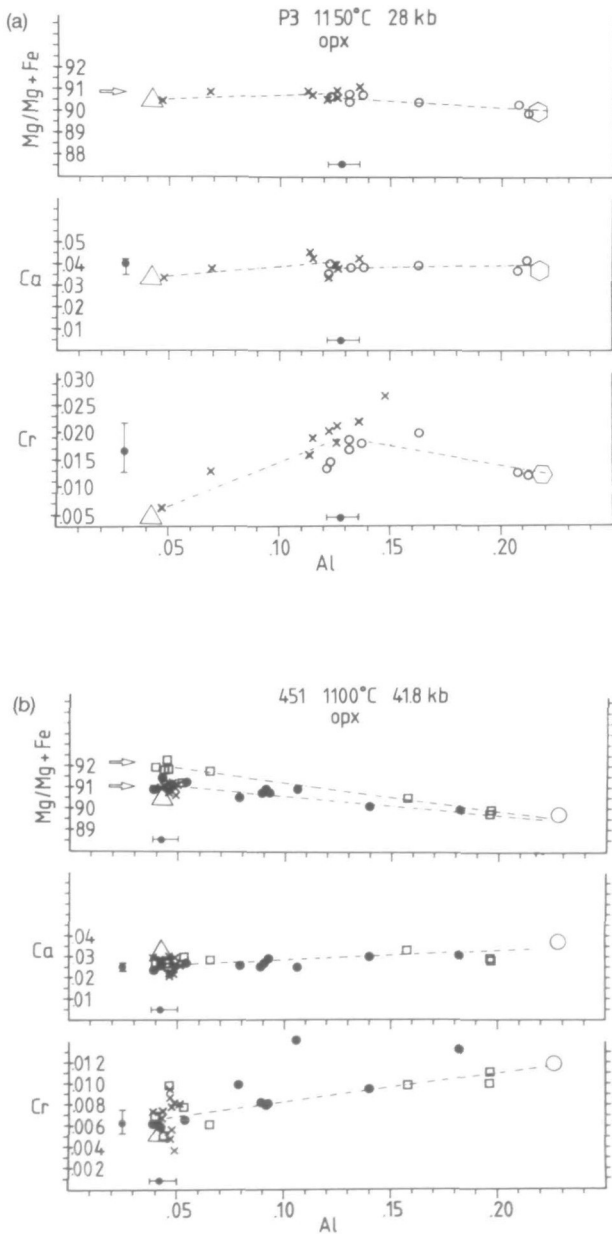 (a)
P3 1150°C 28 kb
opx
Mg/Mg + Fe
92
91
90
89
88
Ca
.05
.04
.03
.02
.01
Cr
.030
.025
.020
.015
.010
.005
.05 .10 .15 .20
Al
(b)
451 1100°C 41.8 kb
opx
Mg/Mg + Fe
92
91
90
89
Ca
.04
.03
.02
.01
Cr
.012
.010
.008
.006
.004
.002
.05 .10 .15 .20
Al